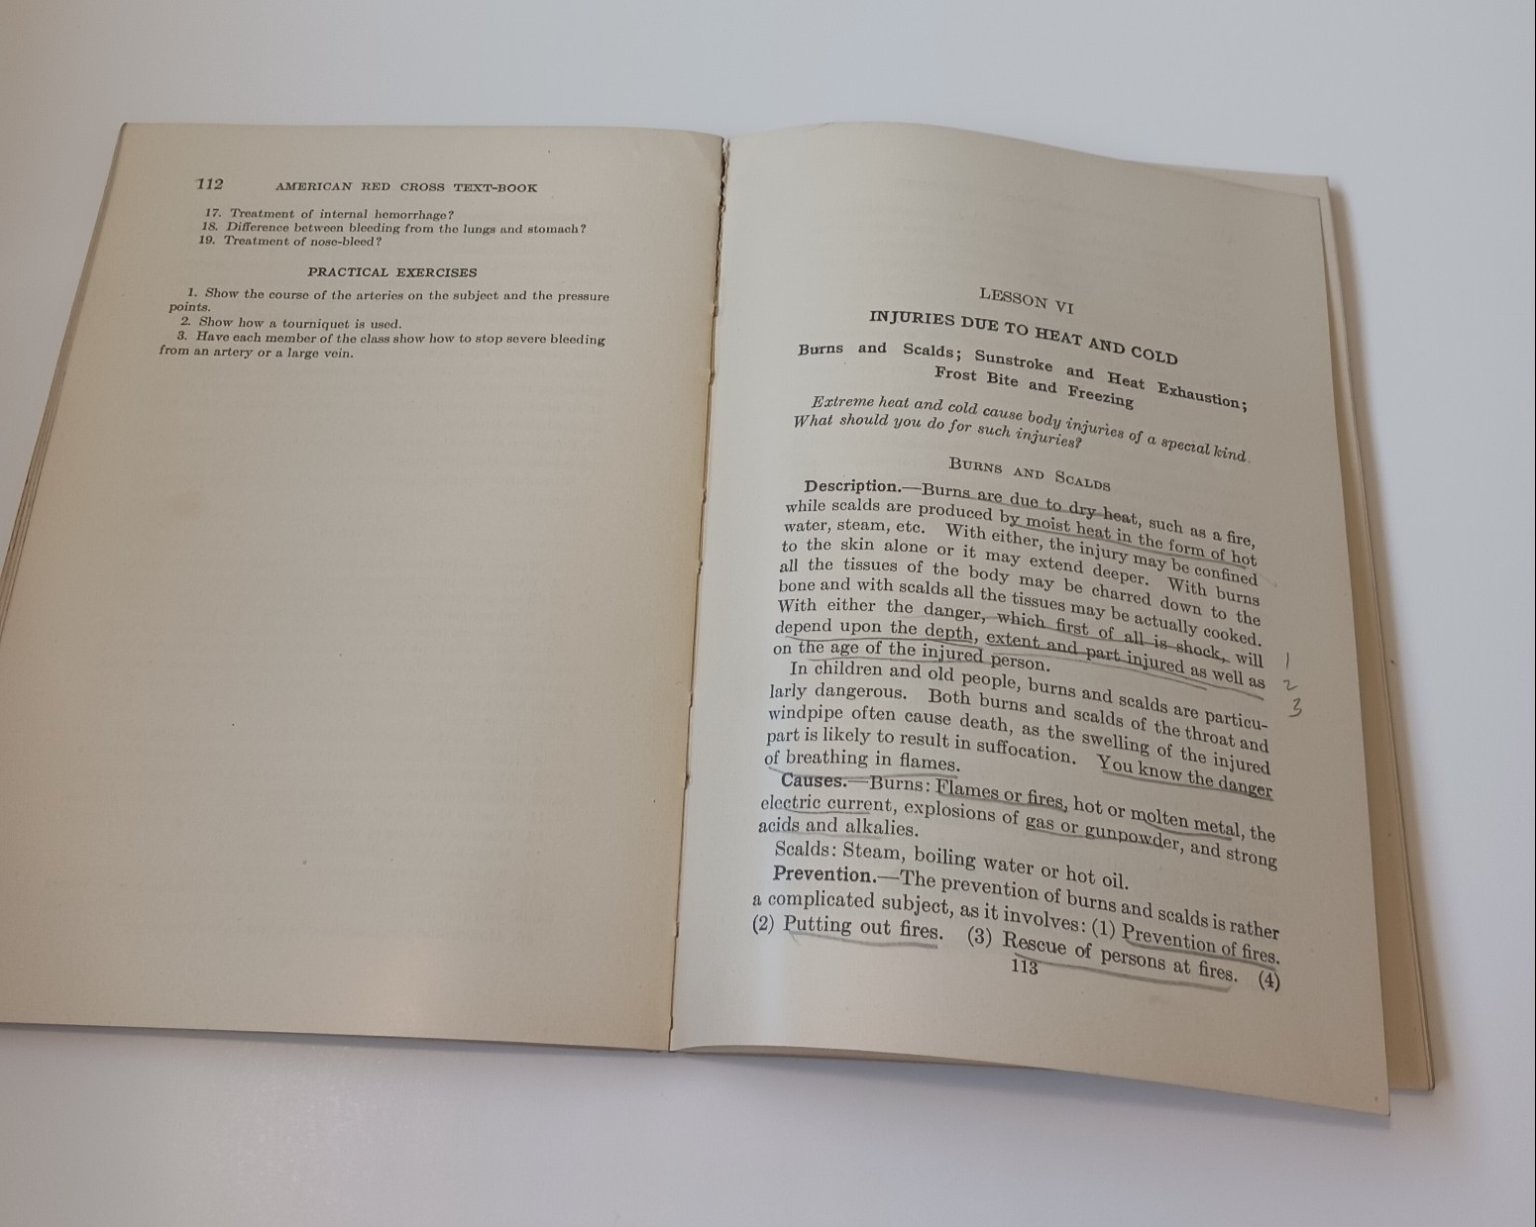 112 AMERICAN RED CROSS TEXT-BOOK
17. Treatment of internal hemorrhage?
18. Difference between bleeding from the lungs and stomach?
19. Treatment of nose-bleed?
PRACTICAL EXERCISES
1. Show the course of the arteries on the subject and the pressure
points.
2. Show how a tourniquet is used.
3. Have each member of the class show how to stop severe bleeding
from an artery or a large vein.
LESSON VI
INJURIES DUE TO HEAT AND COLD
Burns and Scalds; Sunstroke and Heat Exhaustion;
Frost Bite and Freezing
Extreme heat and cold cause body injuries of a special kind.
What should you do for such injuries?
BURNS AND SCALDS
Description.—Burns are due to dry heat, such as a fire,
while scalds are produced by moist heat in the form of hot
water, steam, etc. With either, the injury may be confined
to the skin alone or it may extend deeper. With burns
all the tissues of the body may be charred down to the
bone and with scalds all the tissues may be actually cooked.
With either the danger, which first of all is shock, will
depend upon the depth, extent and part injured as well as
on the age of the injured person.
1
2
3
In children and old people, burns and scalds are particu-
larly dangerous. Both burns and scalds of the throat and
windpipe often cause death, as the swelling of the injured
part is likely to result in suffocation. You know the danger
of breathing in flames.
Causes.—Burns: Flames or fires, hot or molten metal, the
electric current, explosions of gas or gunpowder, and strong
acids and alkalies.
Scalds: Steam, boiling water or hot oil.
Prevention.—The prevention of burns and scalds is rather
a complicated subject, as it involves: (1) Prevention of fires.
(2) Putting out fires. (3) Rescue of persons at fires. (4)
113